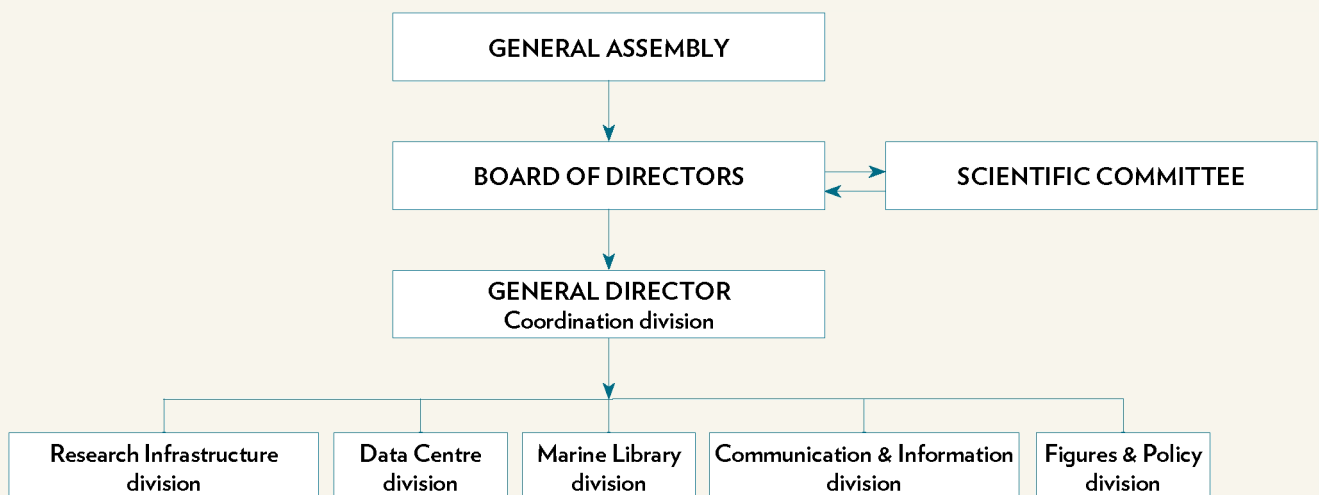 GENERAL ASSEMBLY
BOARD OF DIRECTORS
SCIENTIFIC COMMITTEE
GENERAL DIRECTOR
Coordination division
Research Infrastructure
division
Data Centre
division
Marine Library
division
Communication & Information
division
Figures & Policy
division